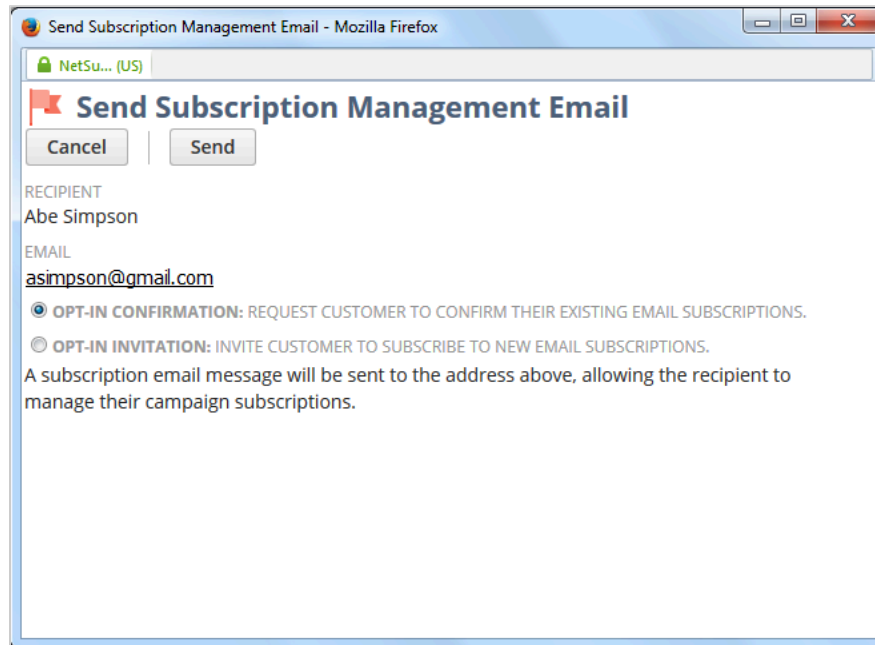 Send Subscription Management Email - Mozilla Firefox
NetSu... (US)
Send Subscription Management Email
Cancel Send
RECIPIENT
Abe Simpson
EMAIL
asimpson@gmail.com
OPT-IN CONFIRMATION: REQUEST CUSTOMER TO CONFIRM THEIR EXISTING EMAIL SUBSCRIPTIONS.
OPT-IN INVITATION: INVITE CUSTOMER TO SUBSCRIBE TO NEW EMAIL SUBSCRIPTIONS.
A subscription email message will be sent to the address above, allowing the recipient to
manage their campaign subscriptions.